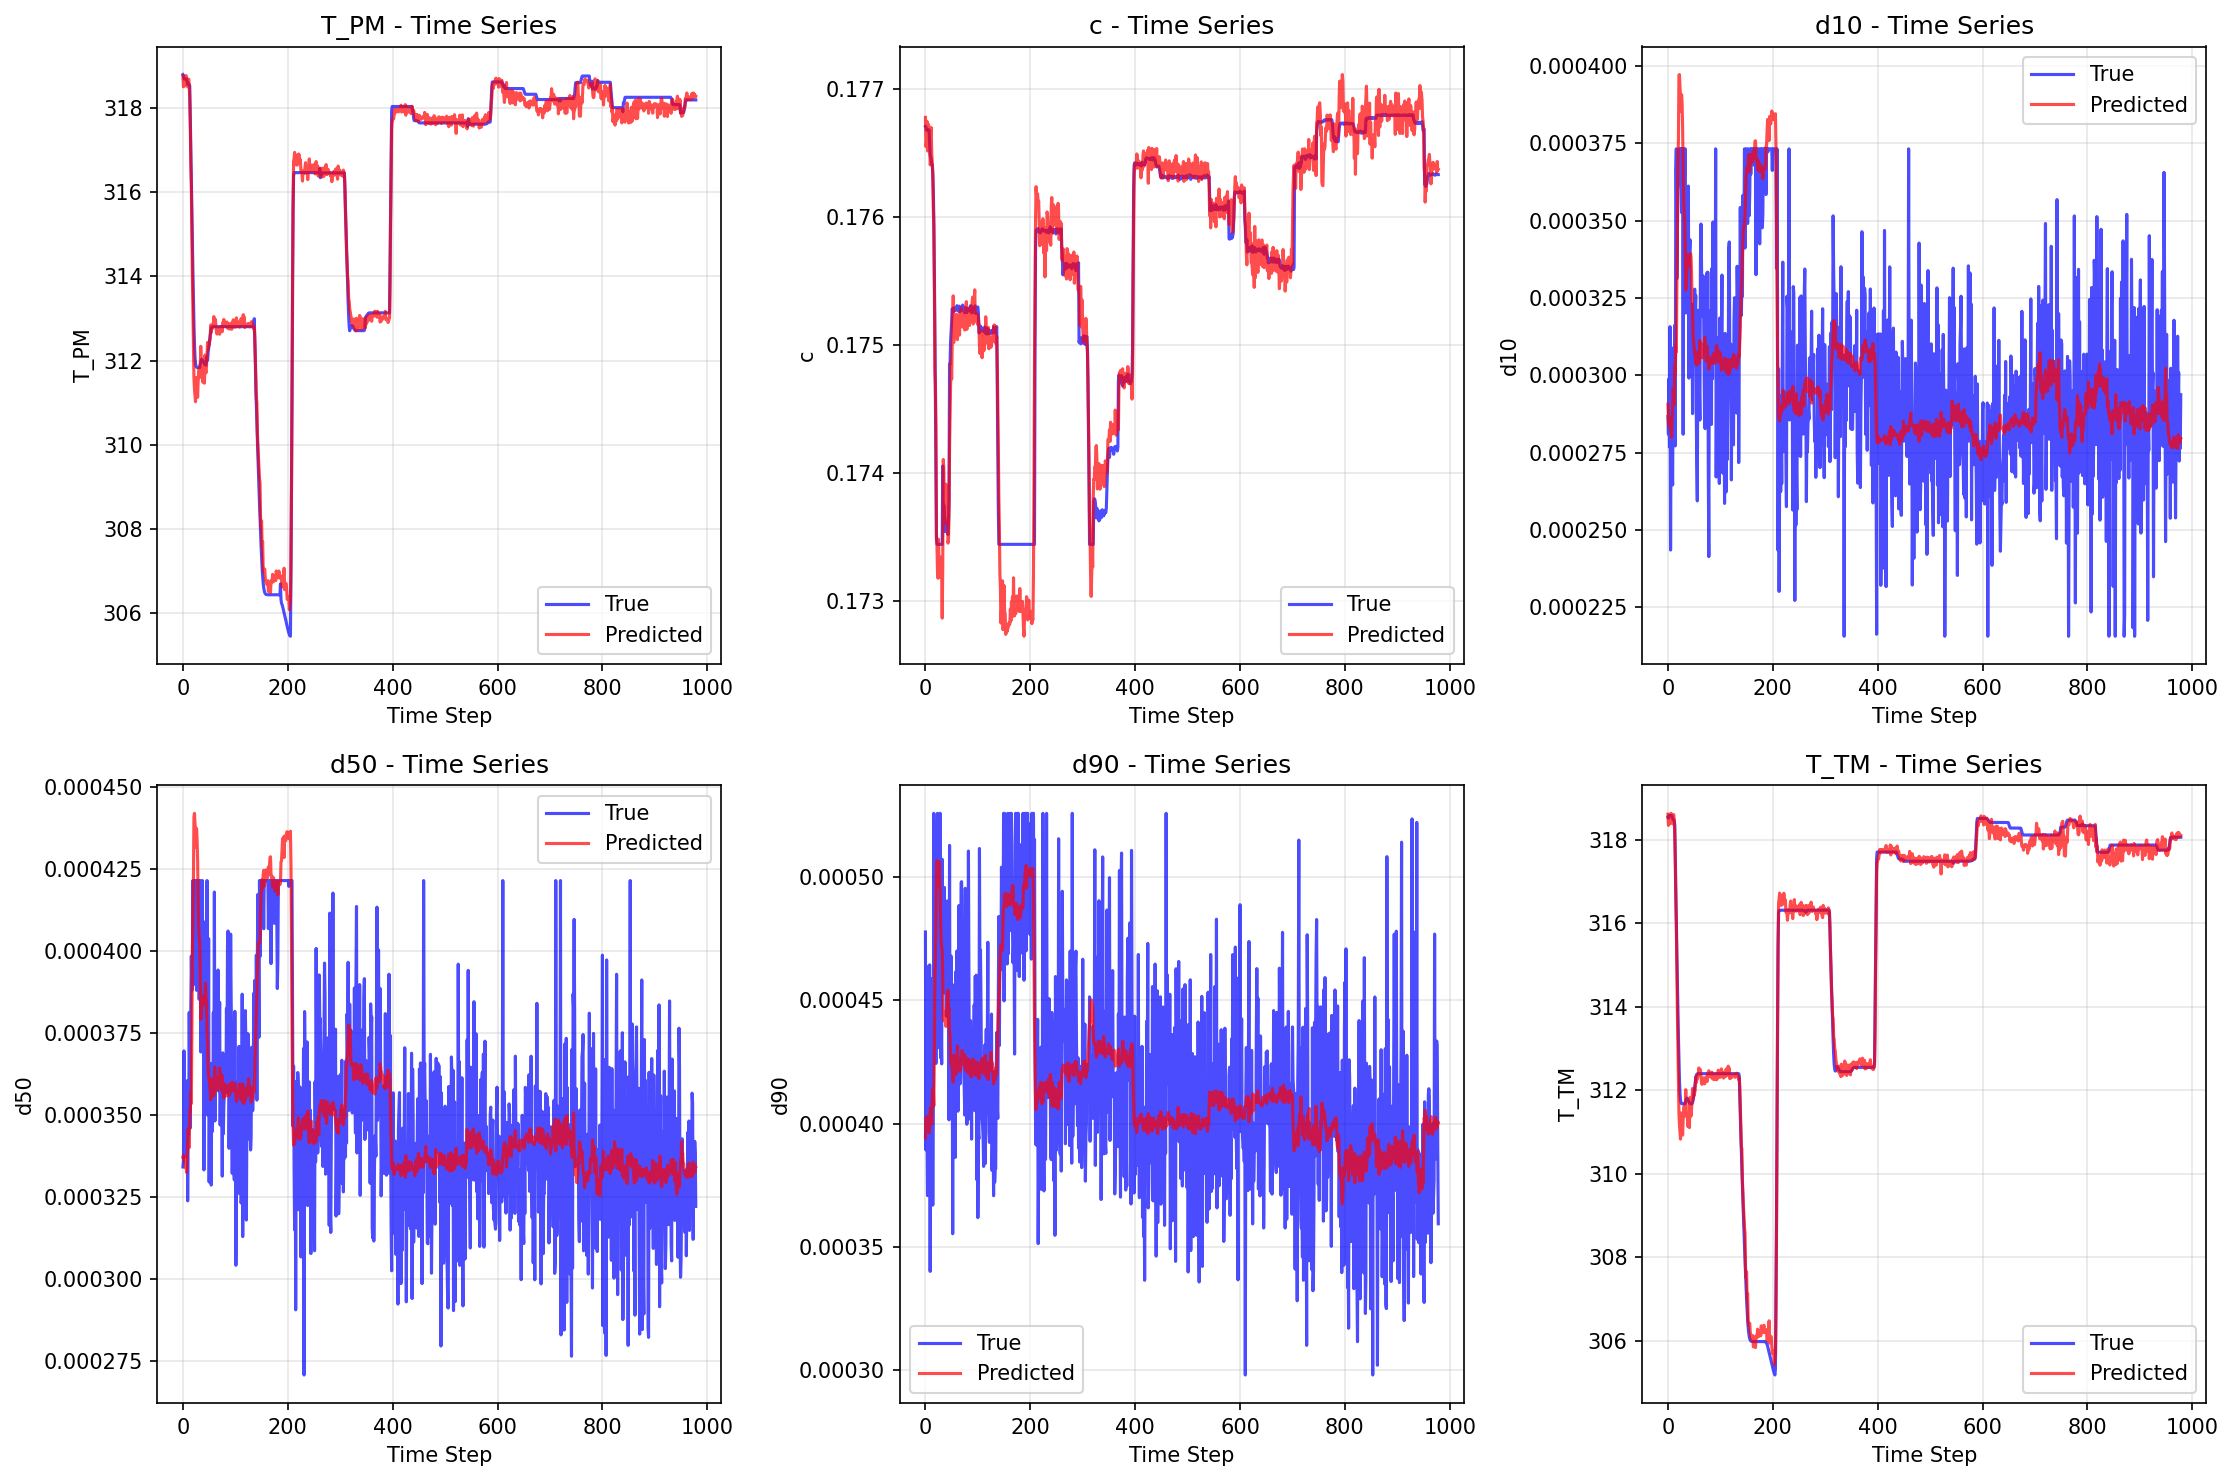 T_PM - Time Series
T_PM
318
316
314
312
310
308
306
0 200 400 600 800 1000
Time Step
True
Predicted
c - Time Series
c
0.177
0.176
0.175
0.174
0.173
0 200 400 600 800 1000
Time Step
True
Predicted
d10 - Time Series
d10
0.000400
0.000375
0.000350
0.000325
0.000300
0.000275
0.000250
0.000225
0 200 400 600 800 1000
Time Step
True
Predicted
d50 - Time Series
d50
0.000450
0.000425
0.000400
0.000375
0.000350
0.000325
0.000300
0.000275
0 200 400 600 800 1000
Time Step
True
Predicted
d90 - Time Series
d90
0.00050
0.00045
0.00040
0.00035
0.00030
0 200 400 600 800 1000
Time Step
True
Predicted
T_TM - Time Series
T_TM
318
316
314
312
310
308
306
0 200 400 600 800 1000
Time Step
True
Predicted